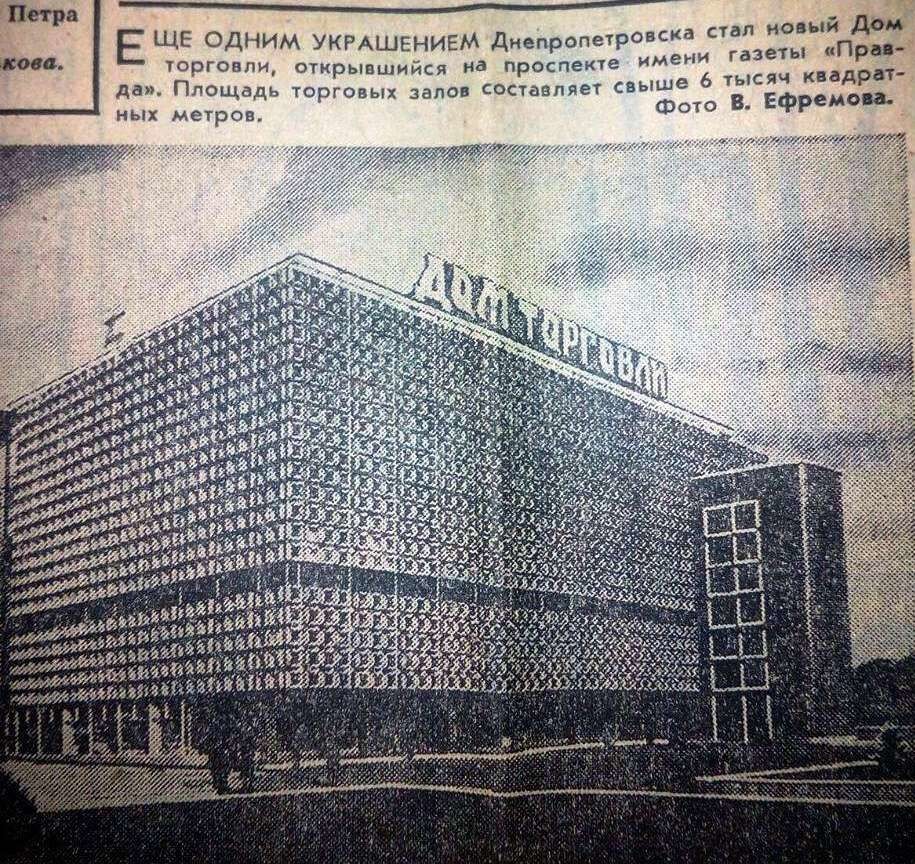 Петра
кова.
ЕЩЕ ОДНИМ УКРАШЕНИЕМ Днепропетровска стал новый Дом
торговли, открывшийся на проспекте имени газеты «Прав-
да». Площадь торговых залов составляет свыше 6 тысяч квадрат-
ных метров. Фото В. Ефремова.
ДОМ ТОРГОВЛИ